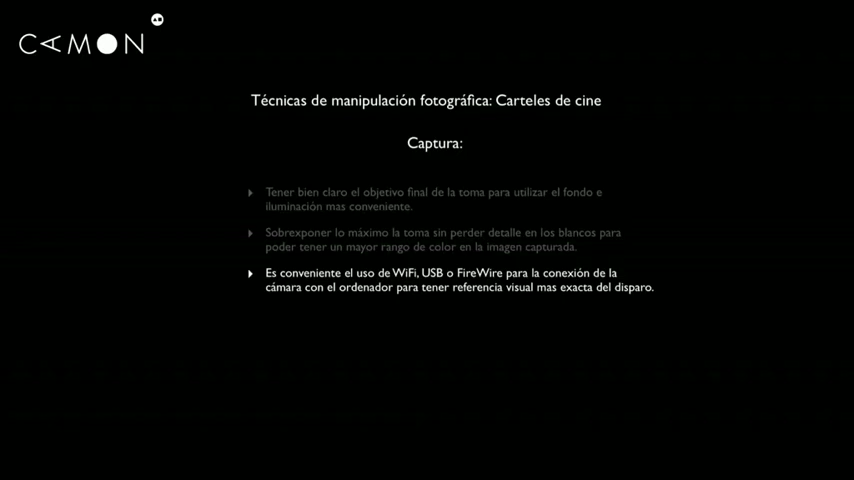 CAMON
Técnicas de manipulación fotográfica: Carteles de cine
Captura:
Tener bien claro el objetivo final de la toma para utilizar el fondo e
iluminación mas conveniente.
Sobrexponer lo máximo la toma sin perder detalle en los blancos para
poder tener un mayor rango de color en la imagen capturada.
Es conveniente el uso de WiFi, USB o FireWire para la conexión de la
cámara con el ordenador para tener referencia visual mas exacta del disparo.